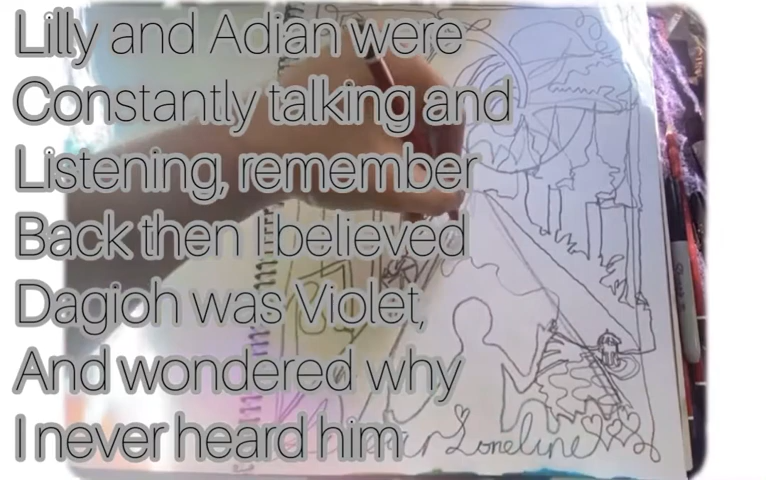 Lilly and Adian were
Constantly talking and
Listening, remember
Back then I believed
Dagioh was Violet,
And wondered why
I never heard him